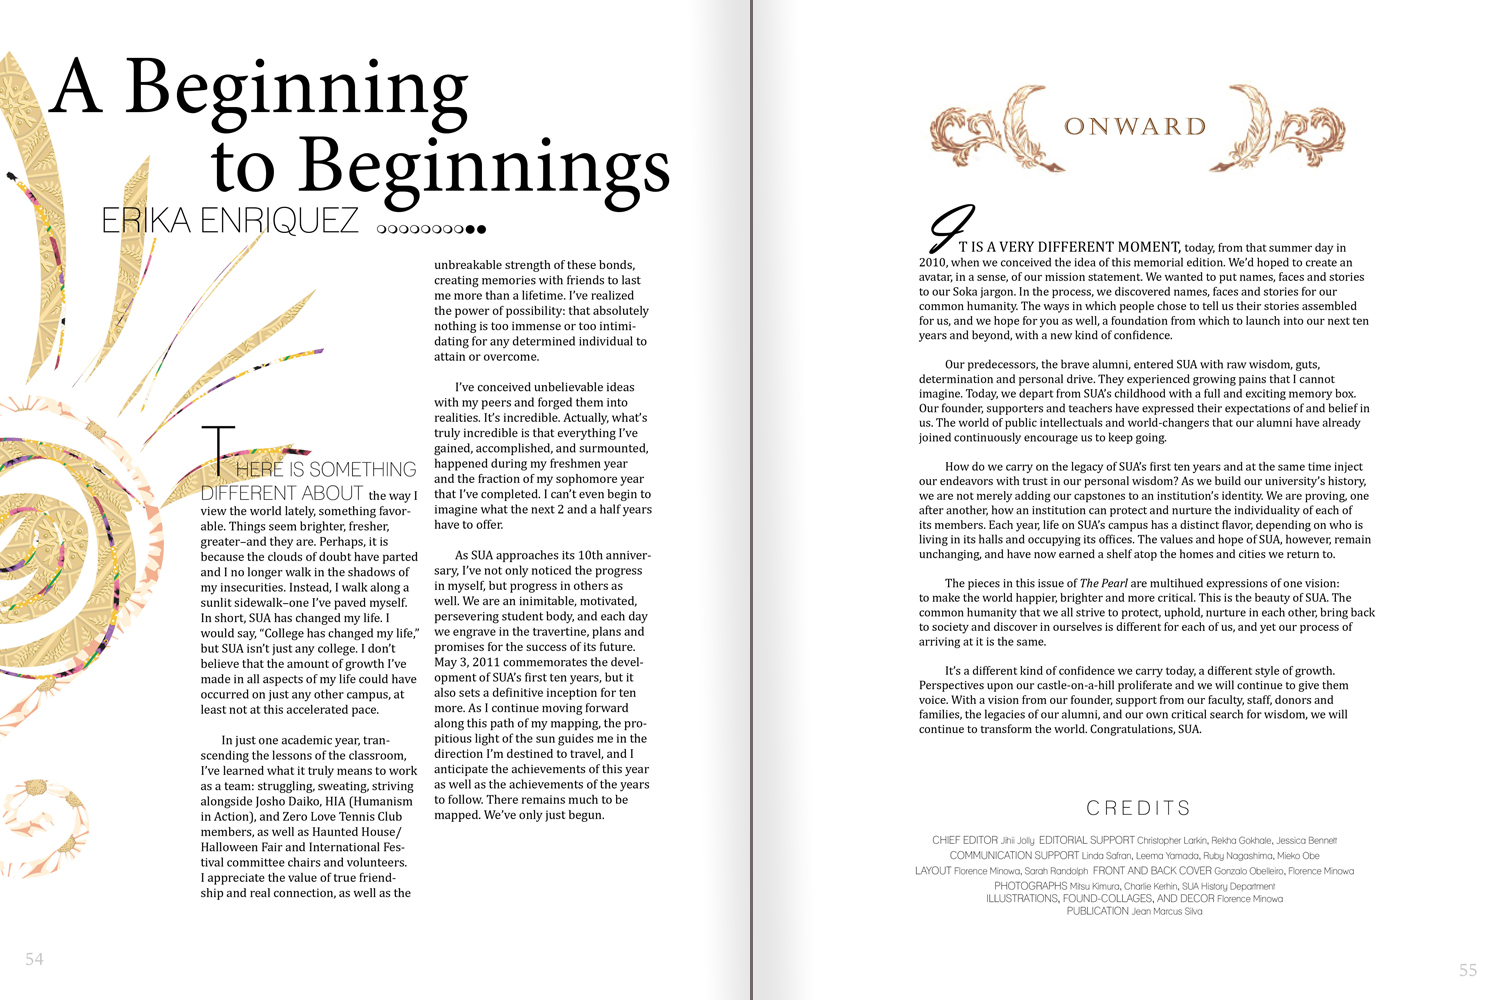 A Beginning
to Beginnings
ERIKA ENRIQUEZ
THERE IS SOMETHING
DIFFERENT ABOUT the way I
view the world lately, something favor-
able. Things seem brighter, fresher,
greater–and they are. Perhaps, it is
because the clouds of doubt have parted
and I no longer walk in the shadows of
my insecurities. Instead, I walk along a
sunlit sidewalk–one I've paved myself.
In short, SUA has changed my life. I
would say, “College has changed my life,”
but SUA isn't just any college. I don't
believe that the amount of growth I've
made in all aspects of my life could have
occurred on just any other campus, at
least not at this accelerated pace.
In just one academic year, tran-
scending the lessons of the classroom,
I've learned what it truly means to work
as a team: struggling, sweating, striving
alongside Josho Daiko, HIA (Humanism
in Action), and Zero Love Tennis Club
members, as well as Haunted House/
Halloween Fair and International Fes-
tival committee chairs and volunteers.
I appreciate the value of true friend-
ship and real connection, as well as the
unbreakable strength of these bonds,
creating memories with friends to last
me more than a lifetime. I've realized
the power of possibility: that absolutely
nothing is too immense or too intimi-
dating for any determined individual to
attain or overcome.
I've conceived unbelievable ideas
with my peers and forged them into
realities. It's incredible. Actually, what's
truly incredible is that everything I've
gained, accomplished, and surmounted,
happened during my freshmen year
and the fraction of my sophomore year
that I've completed. I can't even begin to
imagine what the next 2 and a half years
have to offer.
As SUA approaches its 10th anniver-
sary, I've not only noticed the progress
in myself, but progress in others as
well. We are an inimitable, motivated,
persevering student body, and each day
we engrave in the travertine, plans and
promises for the success of its future.
May 3, 2011 commemorates the devel-
opment of SUA's first ten years, but it
also sets a definitive inception for ten
more. As I continue moving forward
along this path of my mapping, the pro-
pitious light of the sun guides me in the
direction I'm destined to travel, and I
anticipate the achievements of this year
as well as the achievements of the years
to follow. There remains much to be
mapped. We've only just begun.
54
ONWARD
IT IS A VERY DIFFERENT MOMENT, today, from that summer day in
2010, when we conceived the idea of this memorial edition. We'd hoped to create an
avatar, in a sense, of our mission statement. We wanted to put names, faces and stories
to our Soka jargon. In the process, we discovered names, faces and stories for our
common humanity. The ways in which people chose to tell us their stories assembled
for us, and we hope for you as well, a foundation from which to launch into our next ten
years and beyond, with a new kind of confidence.
Our predecessors, the brave alumni, entered SUA with raw wisdom, guts,
determination and personal drive. They experienced growing pains that I cannot
imagine. Today, we depart from SUA's childhood with a full and exciting memory box.
Our founder, supporters and teachers have expressed their expectations of and belief in
us. The world of public intellectuals and world-changers that our alumni have already
joined continuously encourage us to keep going.
How do we carry on the legacy of SUA's first ten years and at the same time inject
our endeavors with trust in our personal wisdom? As we build our university's history,
we are not merely adding our capstones to an institution's identity. We are proving, one
after another, how an institution can protect and nurture the individuality of each of
its members. Each year, life on SUA's campus has a distinct flavor, depending on who is
living in its halls and occupying its offices. The values and hope of SUA, however, remain
unchanging, and have now earned a shelf atop the homes and cities we return to.
The pieces in this issue of The Pearl are multihued expressions of one vision:
to make the world happier, brighter and more critical. This is the beauty of SUA. The
common humanity that we all strive to protect, uphold, nurture in each other, bring back
to society and discover in ourselves is different for each of us, and yet our process of
arriving at it is the same.
It's a different kind of confidence we carry today, a different style of growth.
Perspectives upon our castle-on-a-hill proliferate and we will continue to give them
voice. With a vision from our founder, support from our faculty, staff, donors and
families, the legacies of our alumni, and our own critical search for wisdom, we will
continue to transform the world. Congratulations, SUA.
CREDITS
CHIEF EDITOR Jihii Jolly EDITORIAL SUPPORT Christopher Larkin, Rekha Gokhale, Jessica Bennett
COMMUNICATION SUPPORT Linda Safran, Leema Yamada, Ruby Nagashima, Mieko Obe
LAYOUT Florence Minowa, Sarah Randolph FRONT AND BACK COVER Gonzalo Obelleiro, Florence Minowa
PHOTOGRAPHS Mitsu Kimura, Charlie Kerhin, SUA History Department
ILLUSTRATIONS, FOUND-COLLAGES, AND DECOR Florence Minowa
PUBLICATION Jean Marcus Silva
55